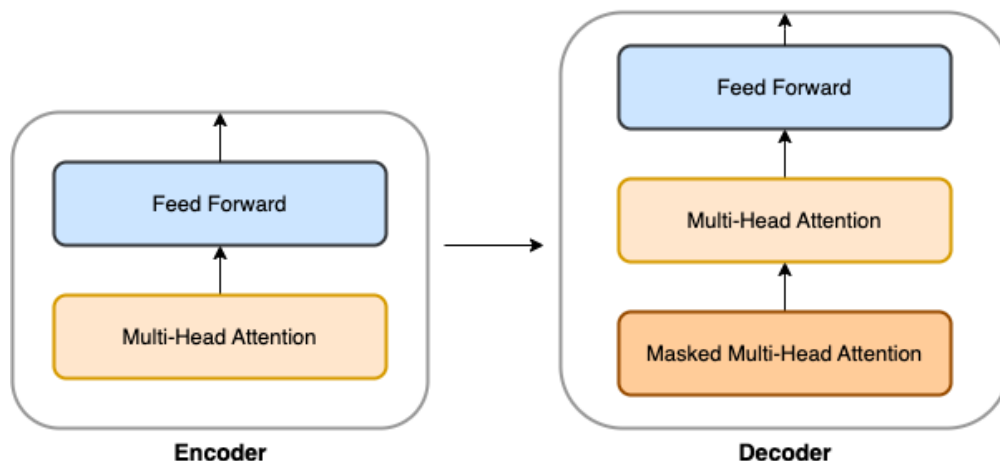 Feed Forward
Multi-Head Attention
Encoder
Feed Forward
Multi-Head Attention
Masked Multi-Head Attention
Decoder